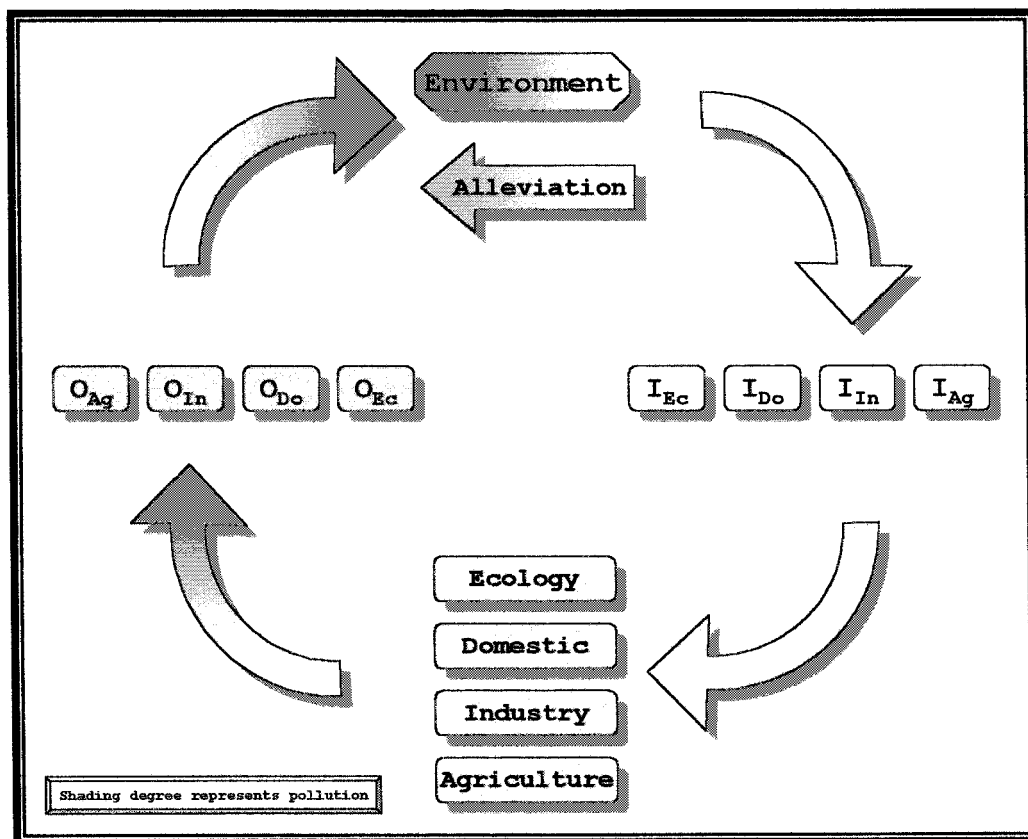 Environment
Alleviation
O_Ag O_In O_Do O_Ec I_Ec I_Do I_In I_Ag
Ecology
Domestic
Industry
Agriculture
Shading degree represents pollution